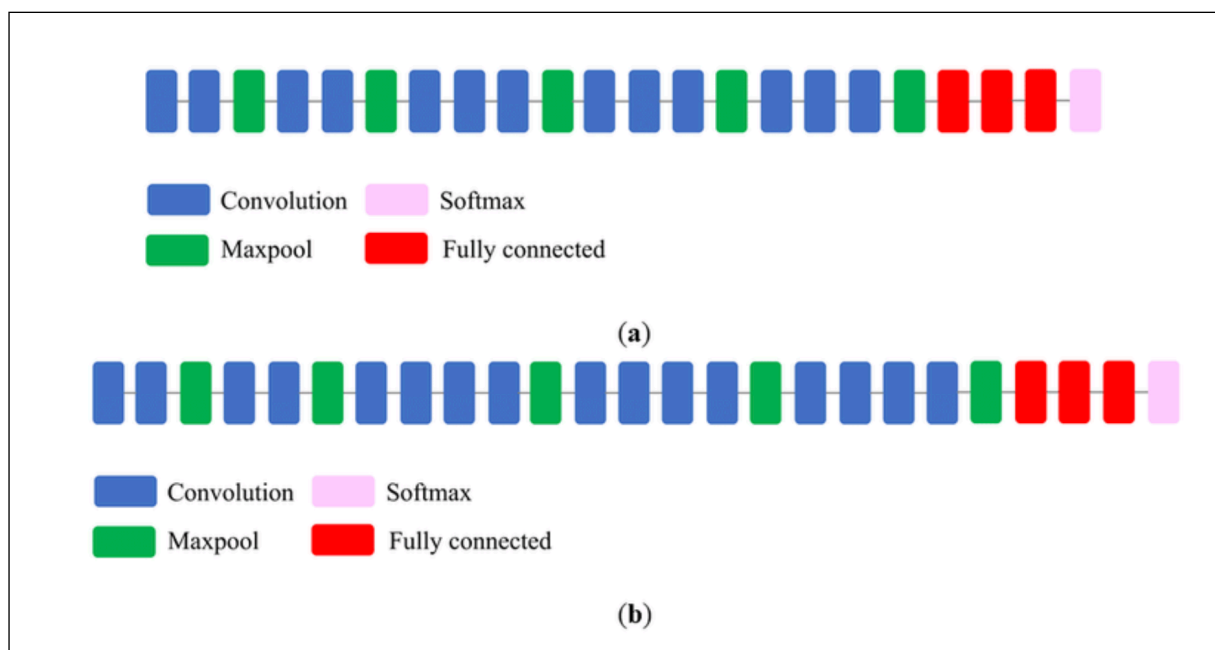 Convolution Softmax
Maxpool Fully connected
(a)
Convolution Softmax
Maxpool Fully connected
(b)